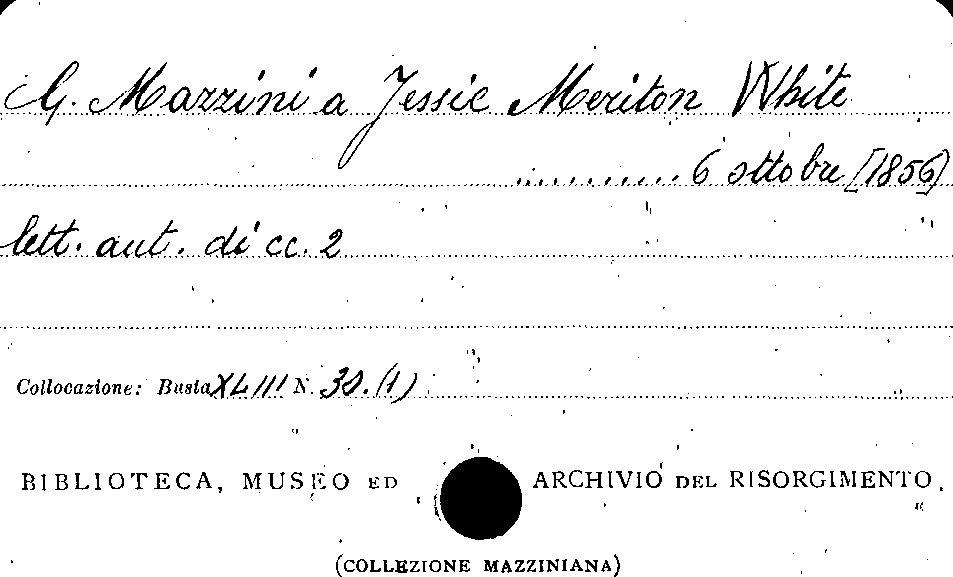 G. Mazzini a Jessie Meriton White
............ 6 ottobre [1856]
lett. aut. di cc. 2
Collocazione: Busta XLIII N. 30.(1)
BIBLIOTECA, MUSEO ED ARCHIVIO DEL RISORGIMENTO.
(COLLEZIONE MAZZINIANA)